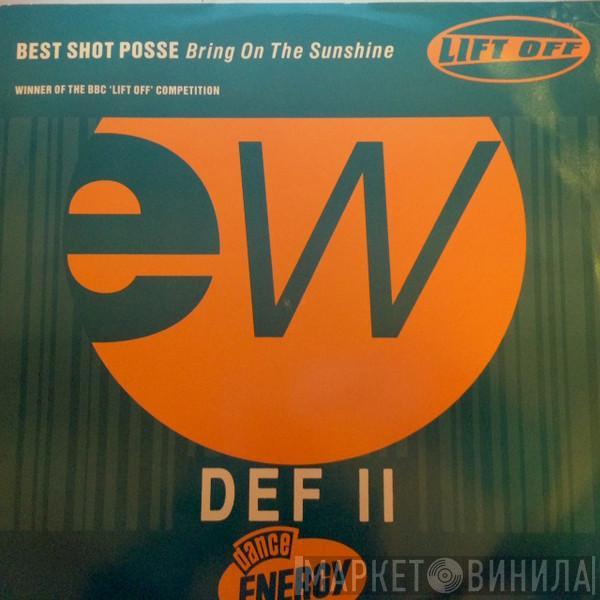 BEST SHOT POSSE Bring On The Sunshine
LIFT OFF
WINNER OF THE BBC 'LIFT OFF' COMPETITION
ew
DEF II
dance
ENERGY
МАРКЕТ ВИНИЛА